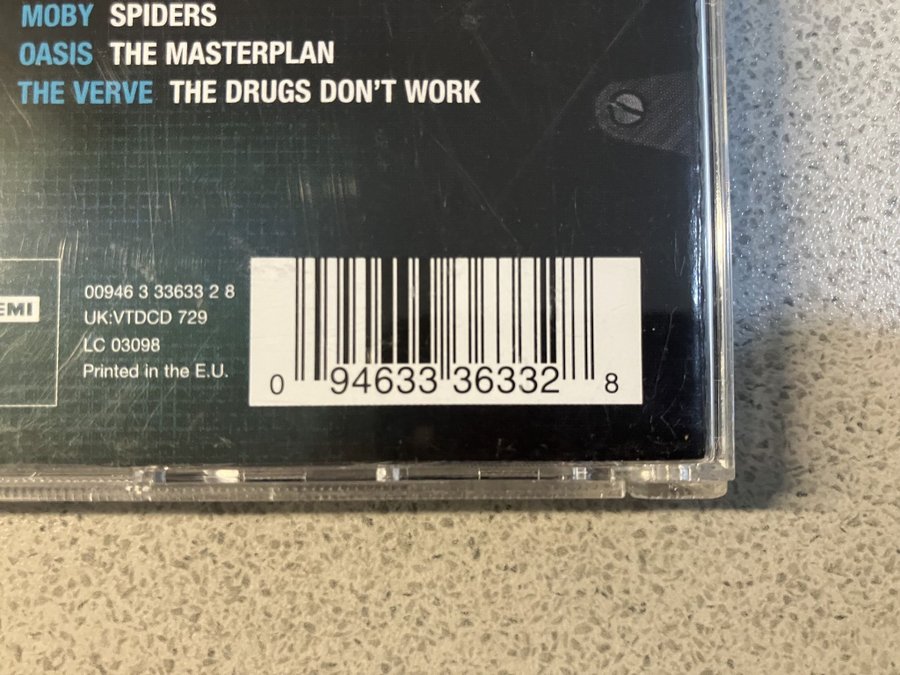 MOBY SPIDERS
OASIS THE MASTERPLAN
THE VERVE THE DRUGS DON'T WORK
EMI
00946 3 33633 2 8
UK:VTDCD 729
LC 03098
Printed in the E.U.
0 94633 36332 8